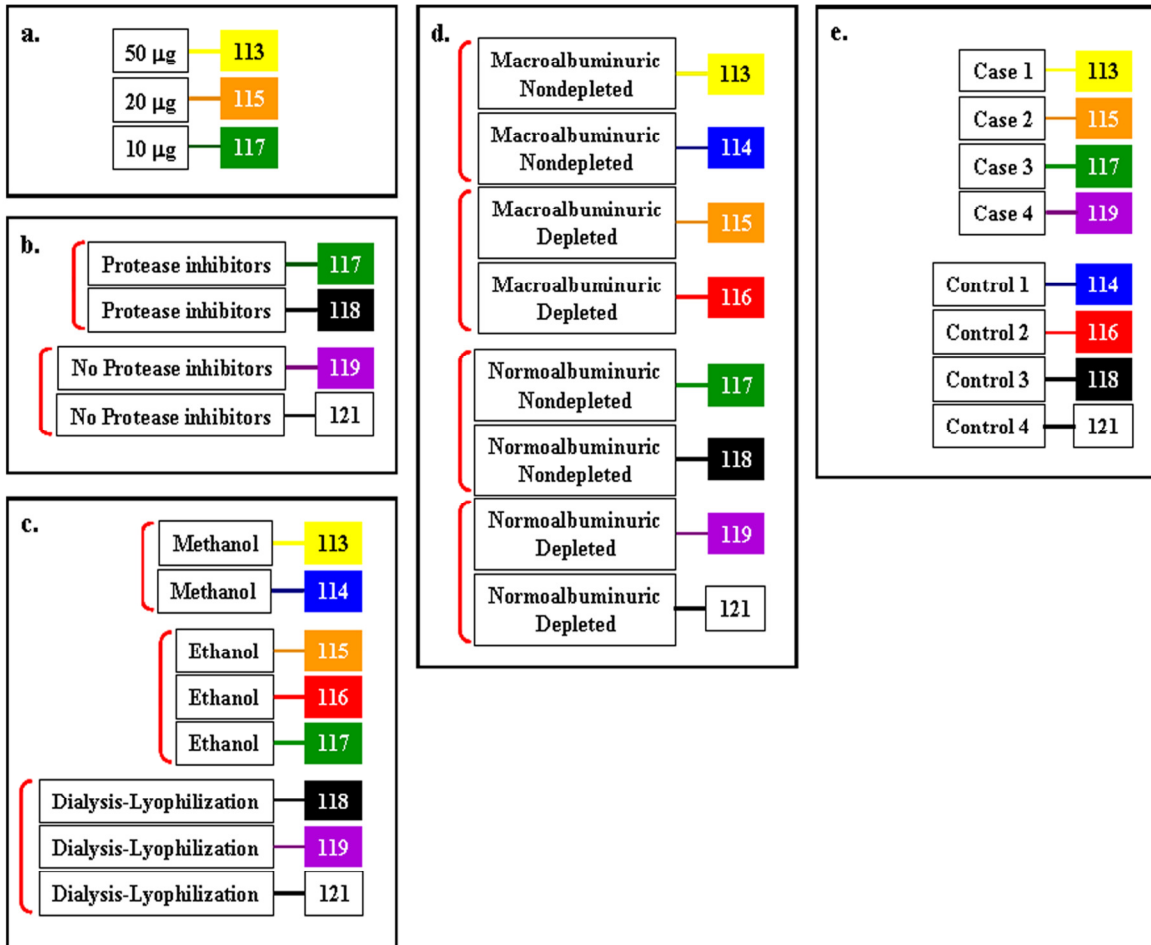 a.
50 µg 113
20 µg 115
10 µg 117
b.
Protease inhibitors 117
Protease inhibitors 118
No Protease inhibitors 119
No Protease inhibitors 121
c.
Methanol 113
Methanol 114
Ethanol 115
Ethanol 116
Ethanol 117
Dialysis-Lyophilization 118
Dialysis-Lyophilization 119
Dialysis-Lyophilization 121
d.
Macroalbuminuric
Nondepleted
113
Macroalbuminuric
Nondepleted
114
Macroalbuminuric
Depleted
115
Macroalbuminuric
Depleted
116
Normoalbuminuric
Nondepleted
117
Normoalbuminuric
Nondepleted
118
Normoalbuminuric
Depleted
119
Normoalbuminuric
Depleted
121
e.
Case 1 113
Case 2 115
Case 3 117
Case 4 119
Control 1 114
Control 2 116
Control 3 118
Control 4 121